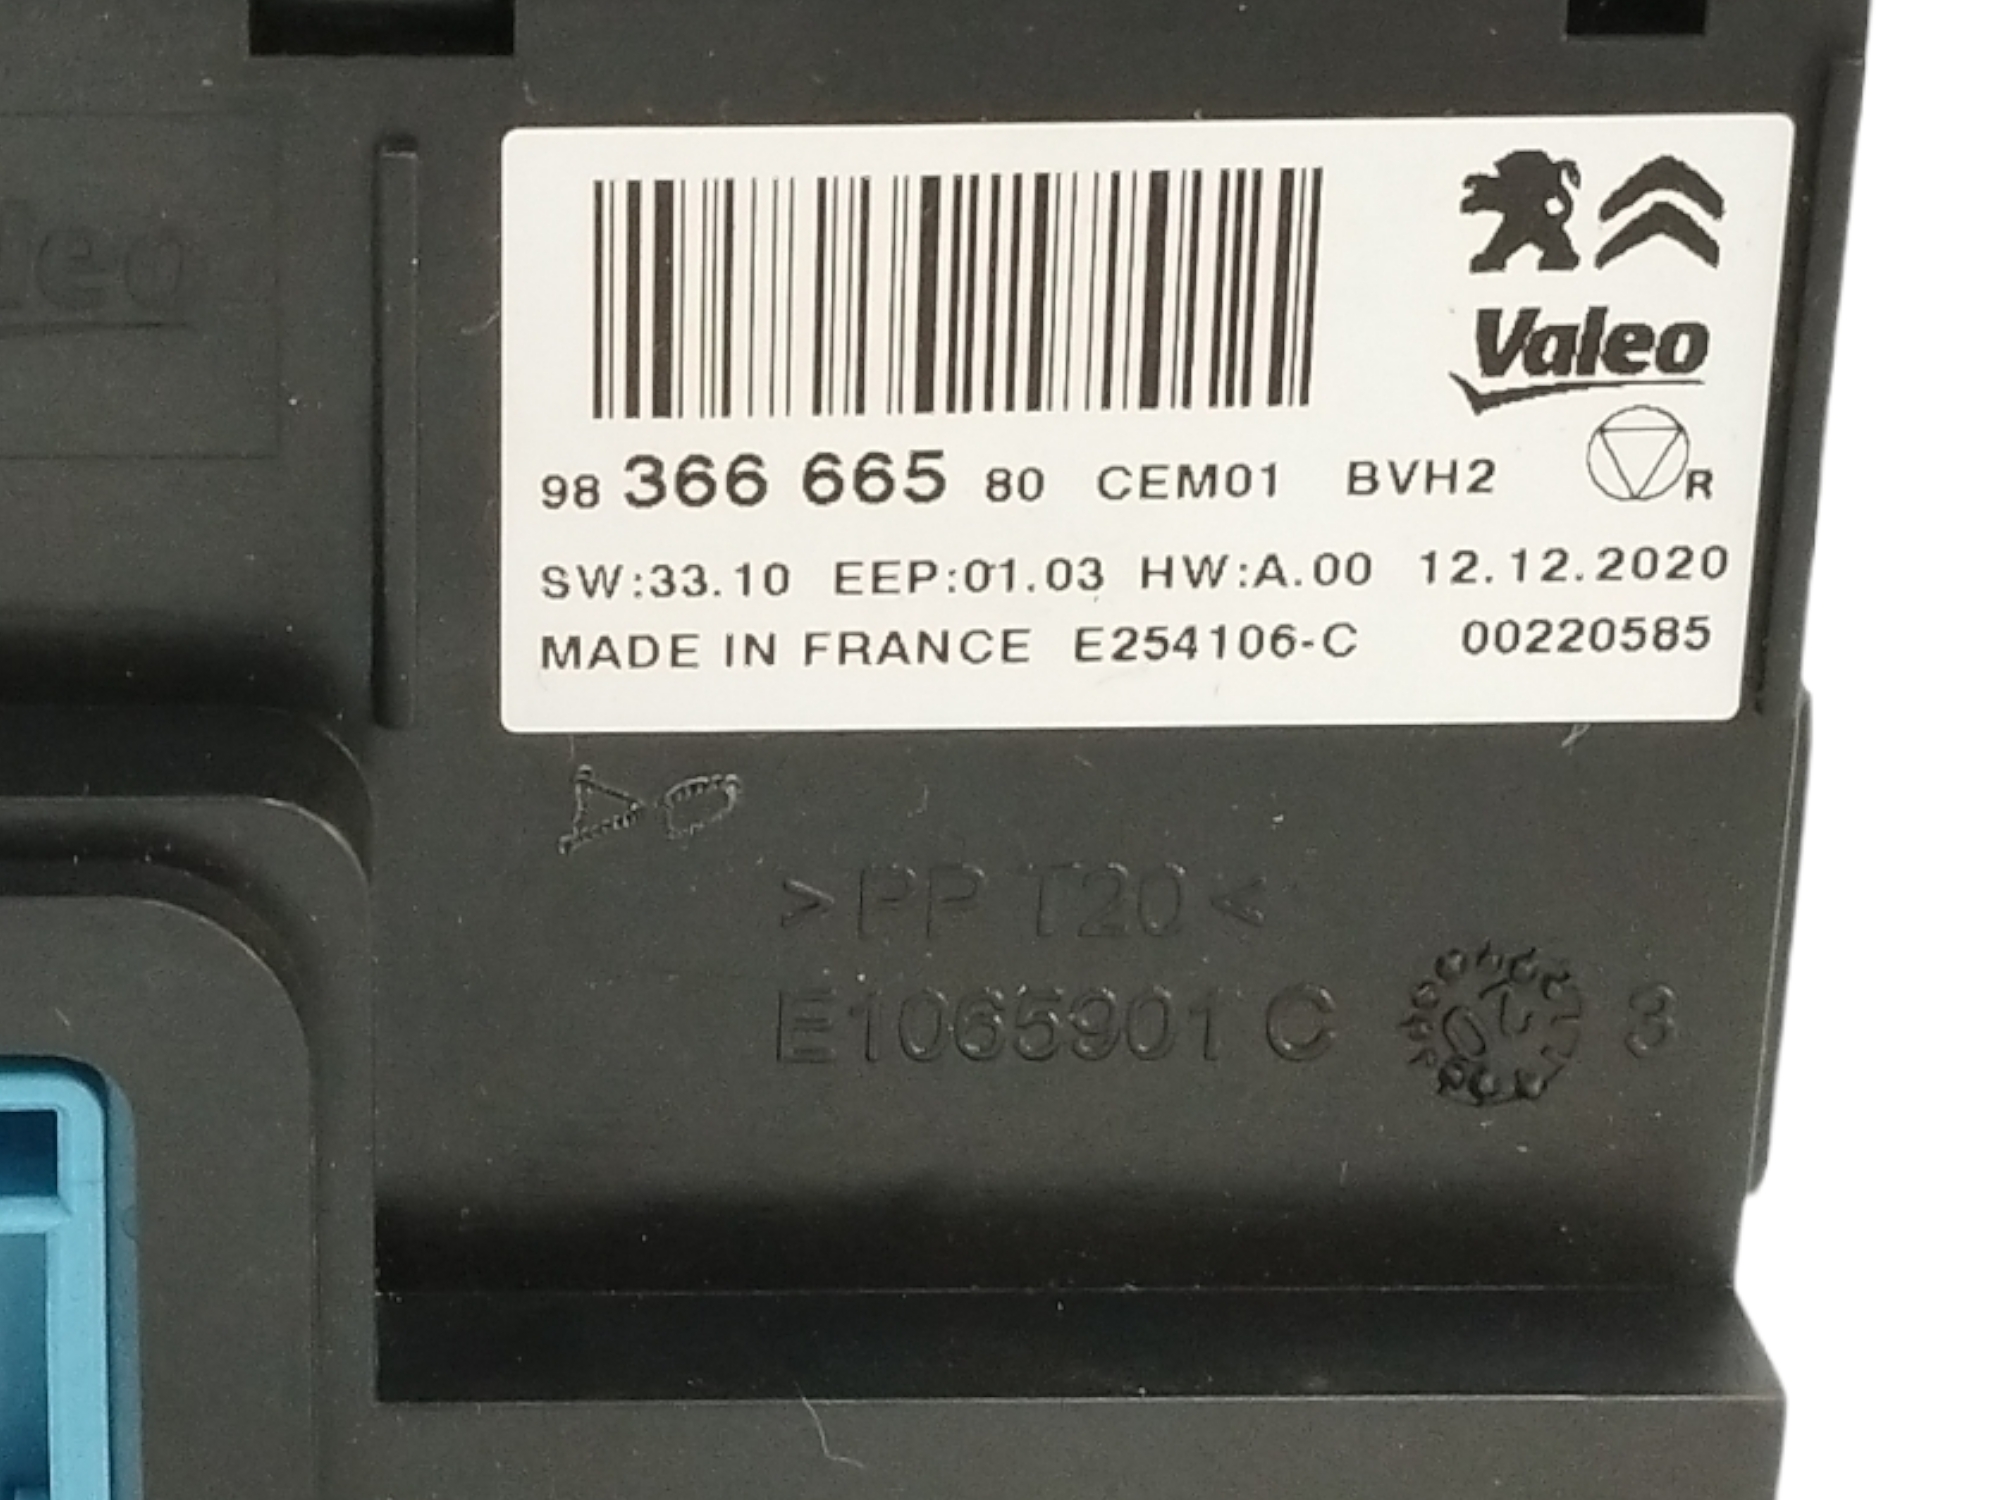 Valeo
98 366 665 80 CEM01 BVH2 R
SW:33.10 EEP:01.03 HW:A.00 12.12.2020
MADE IN FRANCE E254106-C 00220585
>PP T20<
E1065901 C 20 3